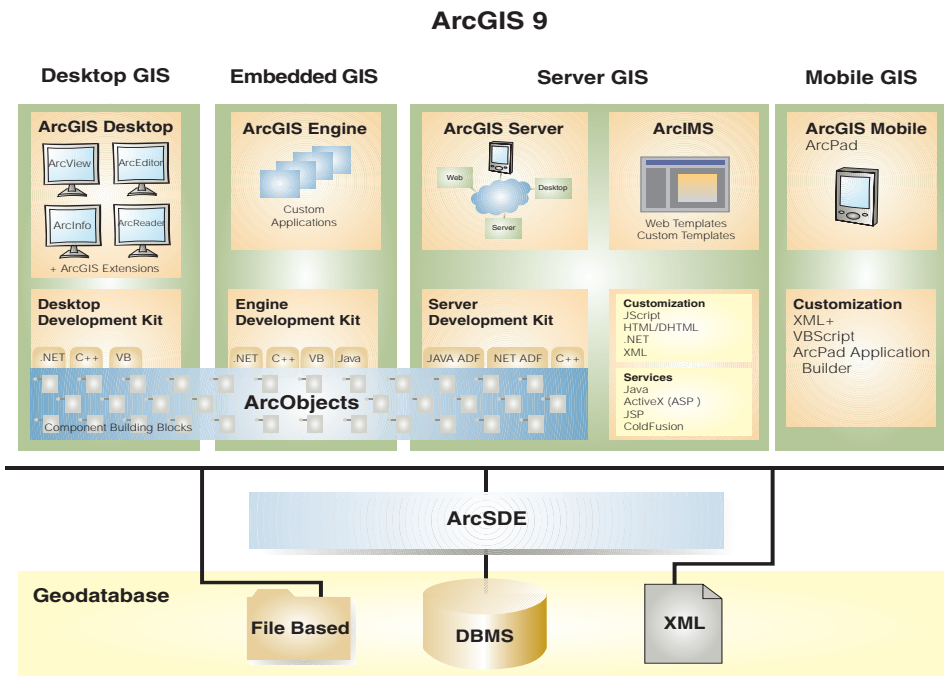 ArcGIS 9
Desktop GIS
Embedded GIS
Server GIS
Mobile GIS
ArcGIS Desktop
ArcView
ArcEditor
ArcInfo
ArcReader
+ ArcGIS Extensions
ArcGIS Engine
Custom
Applications
ArcGIS Server
Web
Desktop
Server
ArcIMS
Web Templates
Custom Templates
ArcGIS Mobile
ArcPad
Desktop
Development Kit
.NET
C++
VB
Engine
Development Kit
.NET
C++
VB
Java
Server
Development Kit
JAVA ADF
NET ADF
C++
Customization
JScript
HTML/DHTML
.NET
XML
Services
Java
ActiveX (ASP )
JSP
ColdFusion
Customization
XML+
VBScript
ArcPad Application
Builder
ArcObjects
Component Building Blocks
ArcSDE
Geodatabase
File Based
DBMS
XML